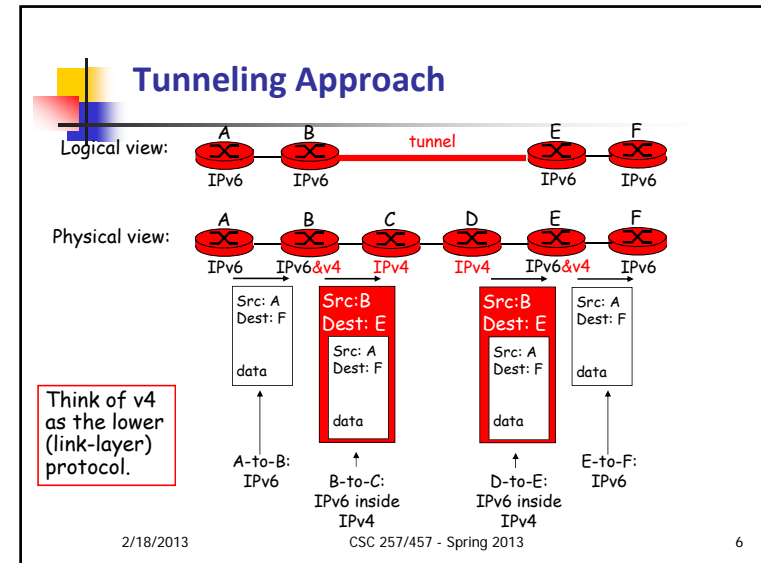 Tunneling Approach
Logical view:
A B E F
tunnel
IPv6 IPv6 IPv6 IPv6
Physical view:
A B C D E F
IPv6 IPv6&v4 IPv4 IPv4 IPv6&v4 IPv6
Src: A
Dest: F
data
Src:B
Dest: E
Src: A
Dest: F
data
Src:B
Dest: E
Src: A
Dest: F
data
Src: A
Dest: F
data
Think of v4
as the lower
(link-layer)
protocol.
A-to-B:
IPv6
B-to-C:
IPv6 inside
IPv4
D-to-E:
IPv6 inside
IPv4
E-to-F:
IPv6
2/18/2013 CSC 257/457 - Spring 2013 6